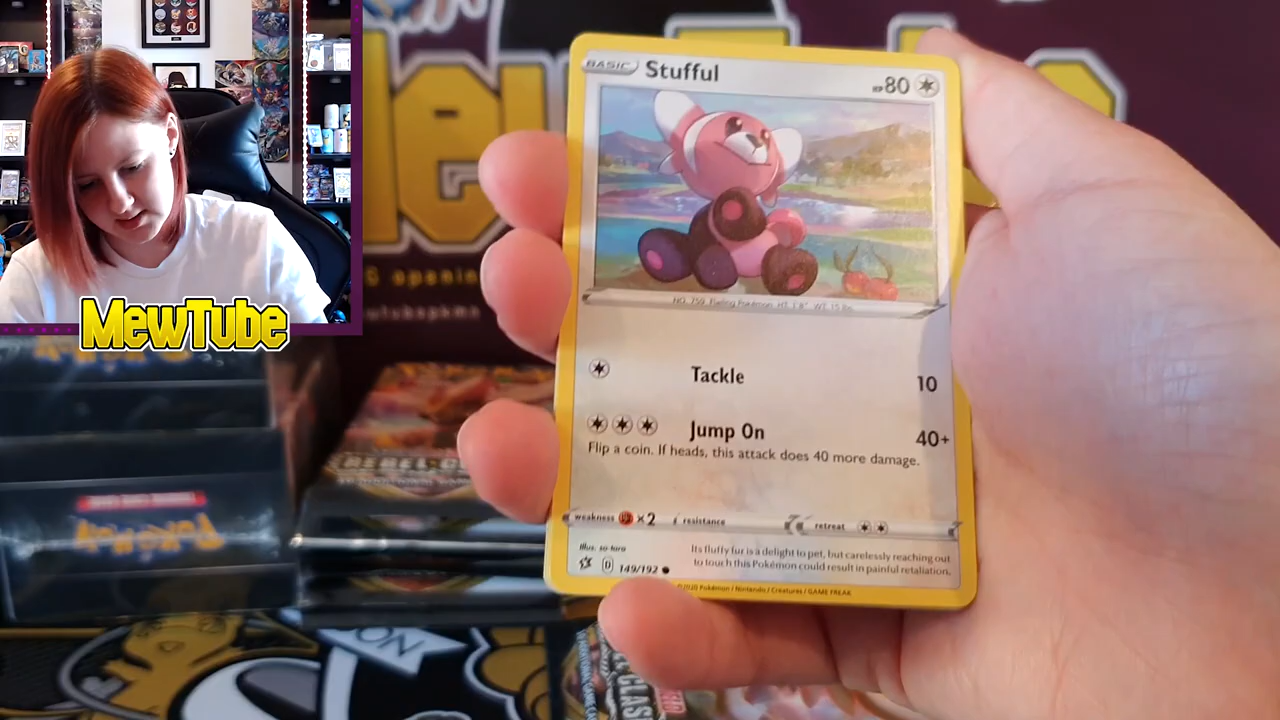 MewTube
BASIC Stufful HP 80
NO. 759 Flailing Pokémon HT: 1'8" WT: 15 lbs.
Tackle 10
Jump On 40+
Flip a coin. If heads, this attack does 40 more damage.
weakness ×2 resistance retreat
Illus. so-taro
Its fluffy fur is a delight to pet, but carelessly reaching out
to touch this Pokémon could result in painful retaliation.
D 149/192
©2020 Pokémon / Nintendo / Creatures / GAME FREAK
REBEL CL